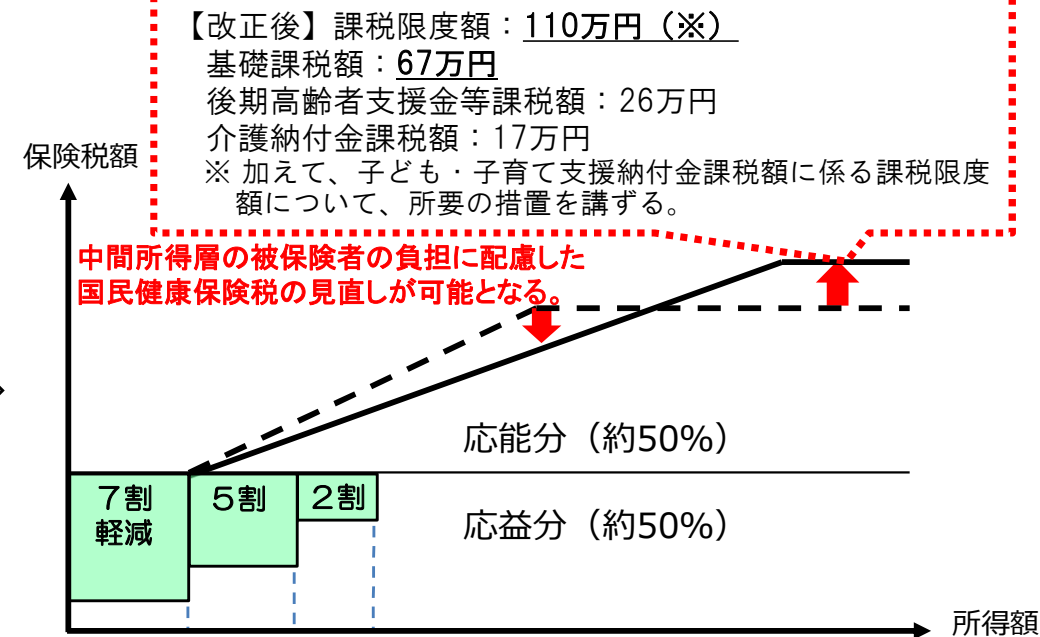 【改正後】課税限度額：110万円（※）
基礎課税額：67万円
後期高齢者支援金等課税額：26万円
介護納付金課税額：17万円
※ 加えて、子ども・子育て支援納付金課税額に係る課税限度
額について、所要の措置を講ずる。
保険税額
中間所得層の被保険者の負担に配慮した
国民健康保険税の見直しが可能となる。
応能分（約50%）
７割
軽減
５割
２割
応益分（約50%）
所得額